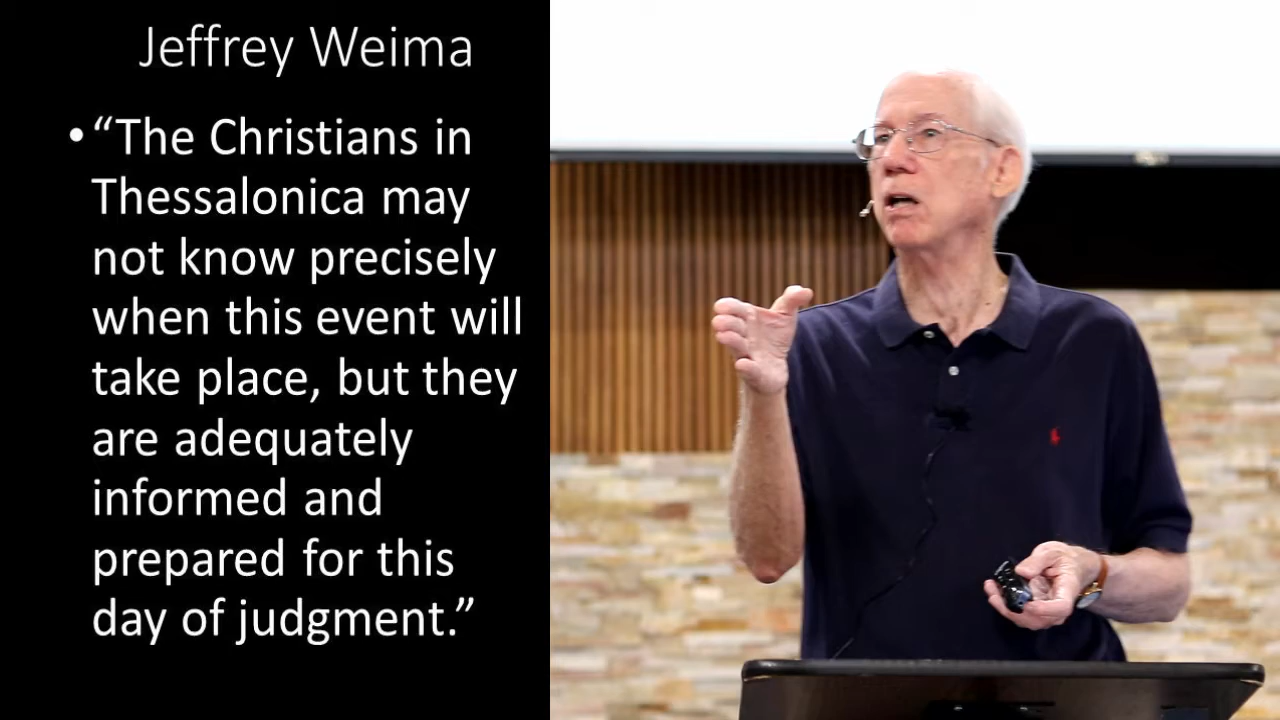 Jeffrey Weima
• “The Christians in
Thessalonica may
not know precisely
when this event will
take place, but they
are adequately
informed and
prepared for this
day of judgment.”